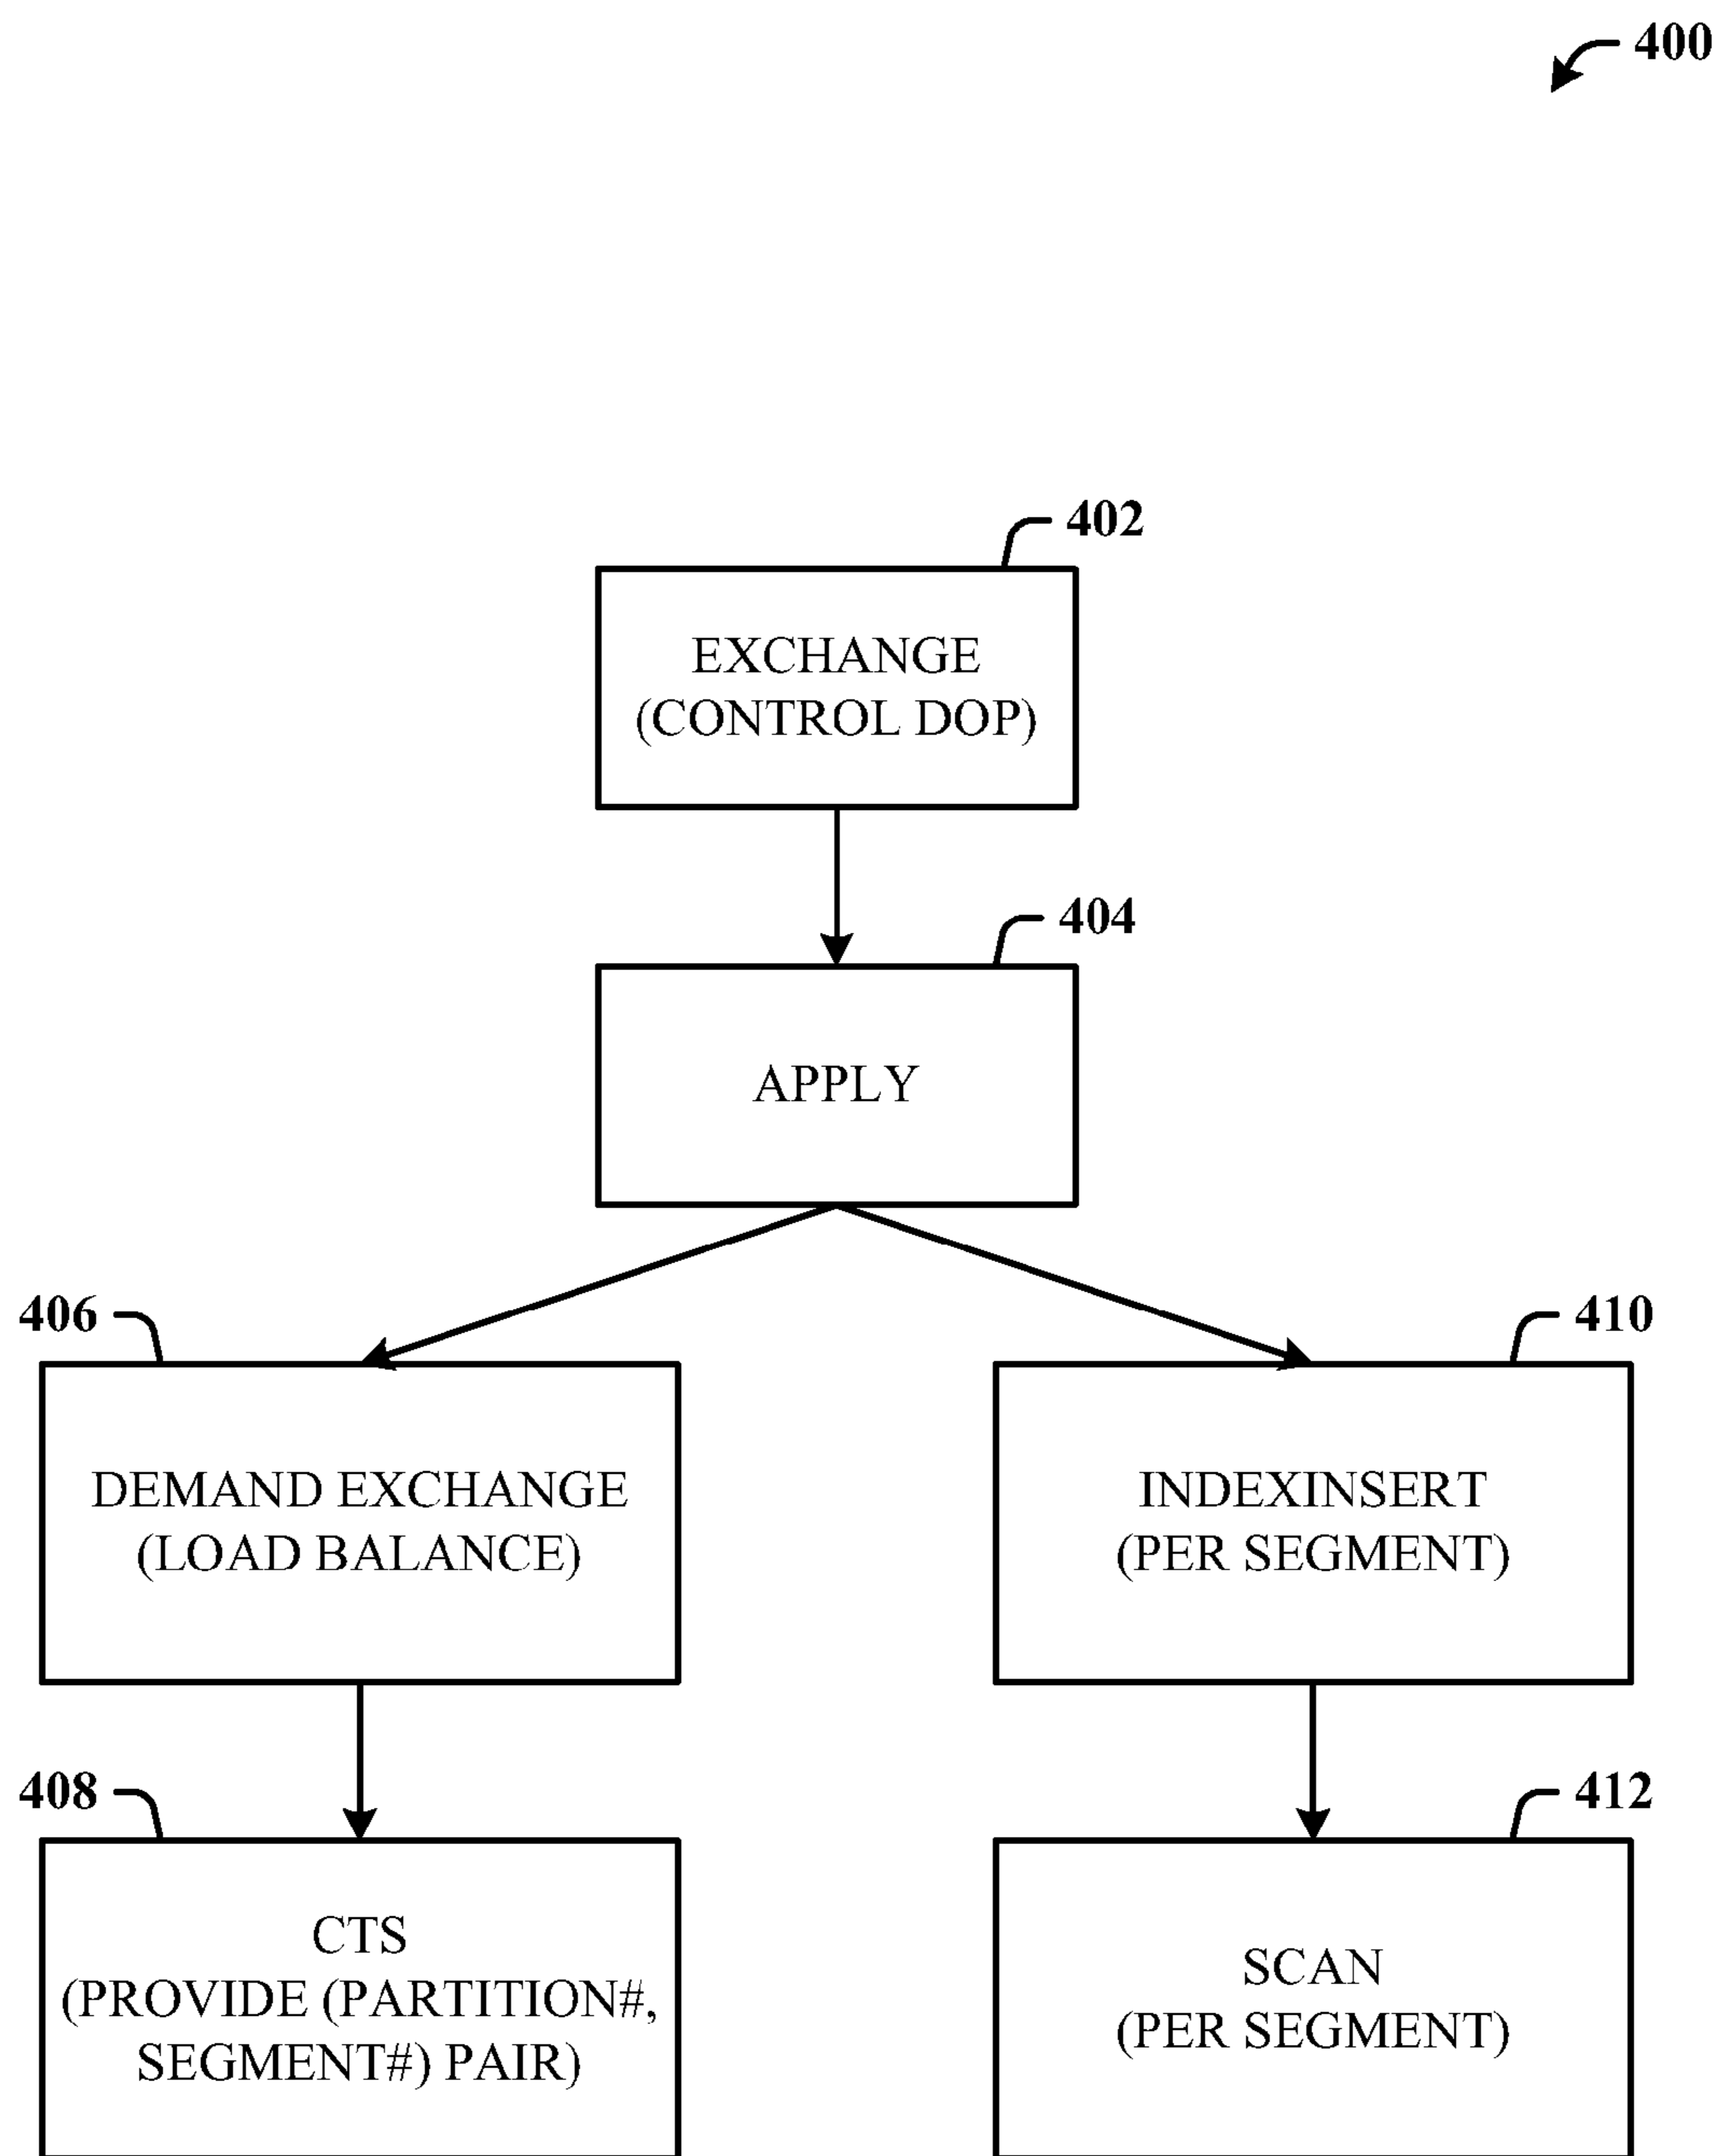 400
402
EXCHANGE
(CONTROL DOP)
404
APPLY
406
DEMAND EXCHANGE
(LOAD BALANCE)
410
INDEXINSERT
(PER SEGMENT)
408
CTS
(PROVIDE (PARTITION#,
SEGMENT#) PAIR)
412
SCAN
(PER SEGMENT)